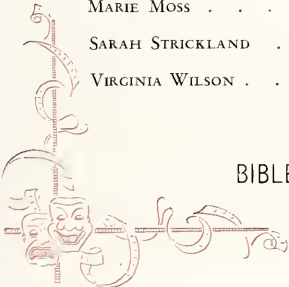 Marie Moss . . .
Sarah Strickland .
Virginia Wilson . .
BIBLE